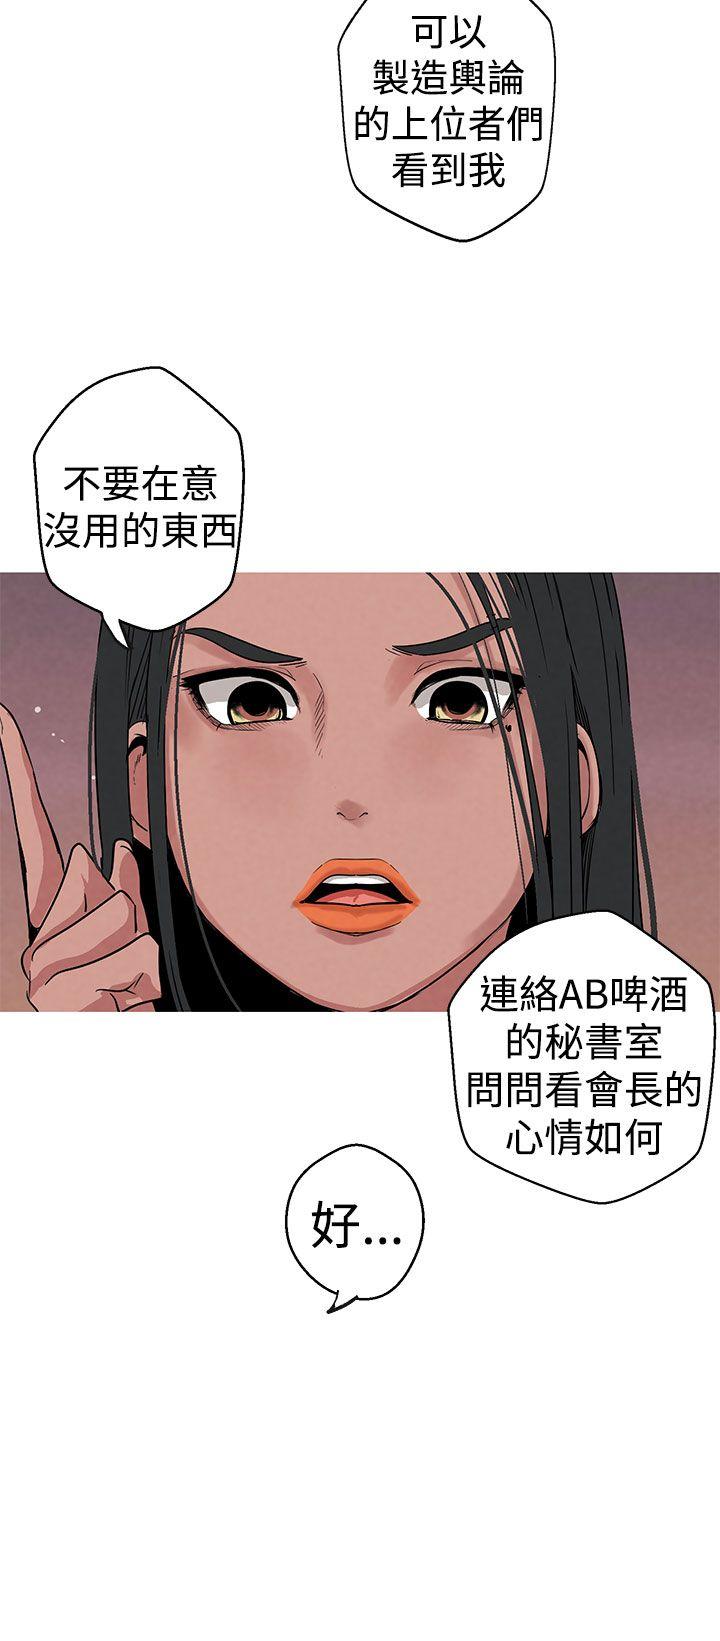 可以
製造輿論
的上位者們
看到我
不要在意
沒用的東西
連絡AB啤酒
的秘書室
問問看會長的
心情如何
好...